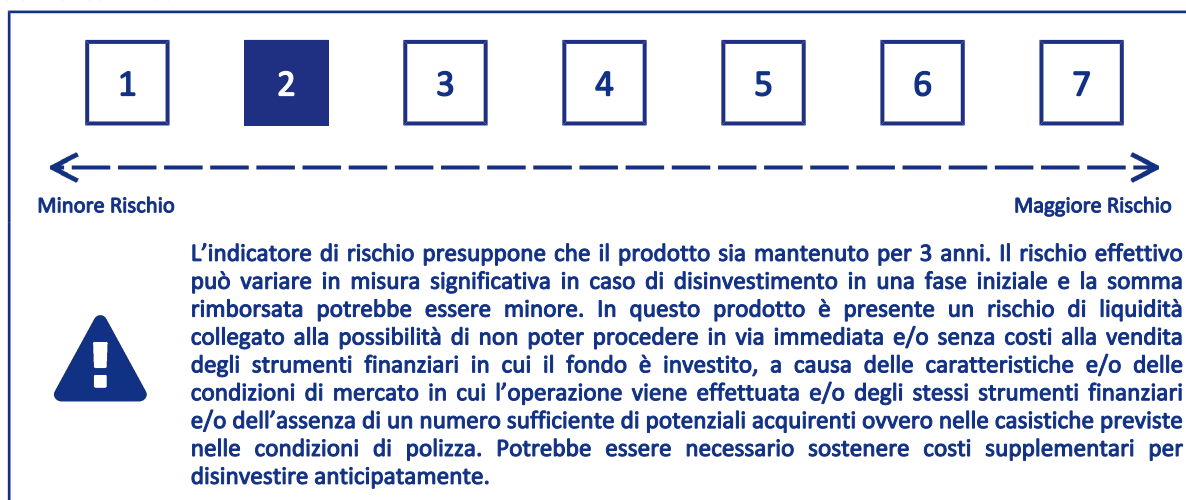 1 2 3 4 5 6 7
Minore Rischio Maggiore Rischio
L’indicatore di rischio presuppone che il prodotto sia mantenuto per 3 anni. Il rischio effettivo
può variare in misura significativa in caso di disinvestimento in una fase iniziale e la somma
rimborsata potrebbe essere minore. In questo prodotto è presente un rischio di liquidità
collegato alla possibilità di non poter procedere in via immediata e/o senza costi alla vendita
degli strumenti finanziari in cui il fondo è investito, a causa delle caratteristiche e/o delle
condizioni di mercato in cui l’operazione viene effettuata e/o degli stessi strumenti finanziari
e/o dell’assenza di un numero sufficiente di potenziali acquirenti ovvero nelle casistiche previste
nelle condizioni di polizza. Potrebbe essere necessario sostenere costi supplementari per
disinvestire anticipatamente.